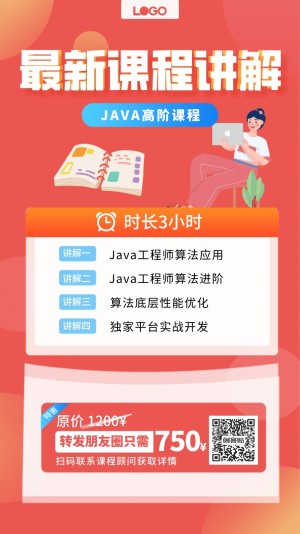 LOGO
最新课程讲解
JAVA高阶课程
时长3小时
讲解一 Java工程师算法应用
讲解二 Java工程师算法进阶
讲解三 算法底层性能优化
讲解四 独家平台实战开发
特惠
原价 1200¥
转发朋友圈只需 750¥
扫码联系课程顾问获取详情